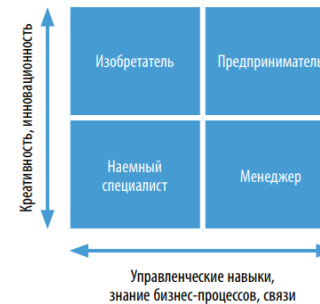 Креативность, инновационность
Изобретатель
Предприниматель
Наемный
специалист
Менеджер
Управленческие навыки,
знание бизнес-процессов, связи